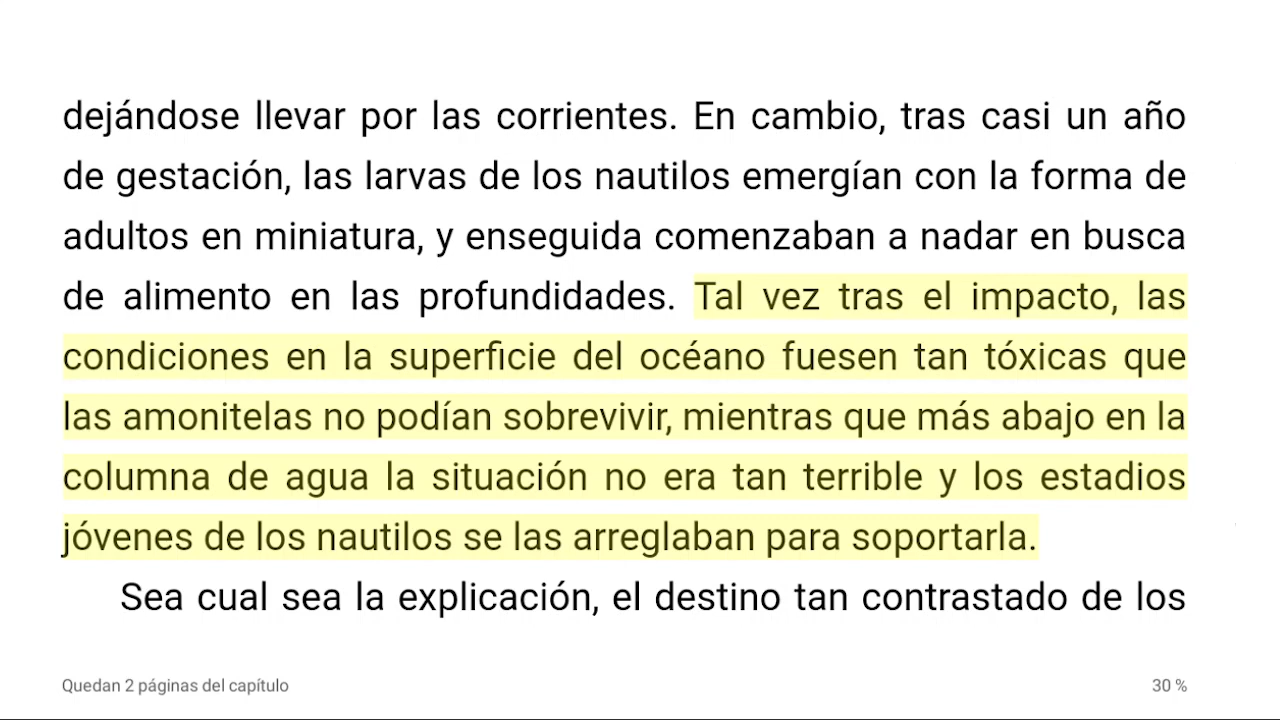 dejándose llevar por las corrientes. En cambio, tras casi un año
de gestación, las larvas de los nautilos emergían con la forma de
adultos en miniatura, y enseguida comenzaban a nadar en busca
de alimento en las profundidades. Tal vez tras el impacto, las
condiciones en la superficie del océano fuesen tan tóxicas que
las amonitelas no podían sobrevivir, mientras que más abajo en la
columna de agua la situación no era tan terrible y los estadios
jóvenes de los nautilos se las arreglaban para soportarla.
Sea cual sea la explicación, el destino tan contrastado de los
Quedan 2 páginas del capítulo
30 %